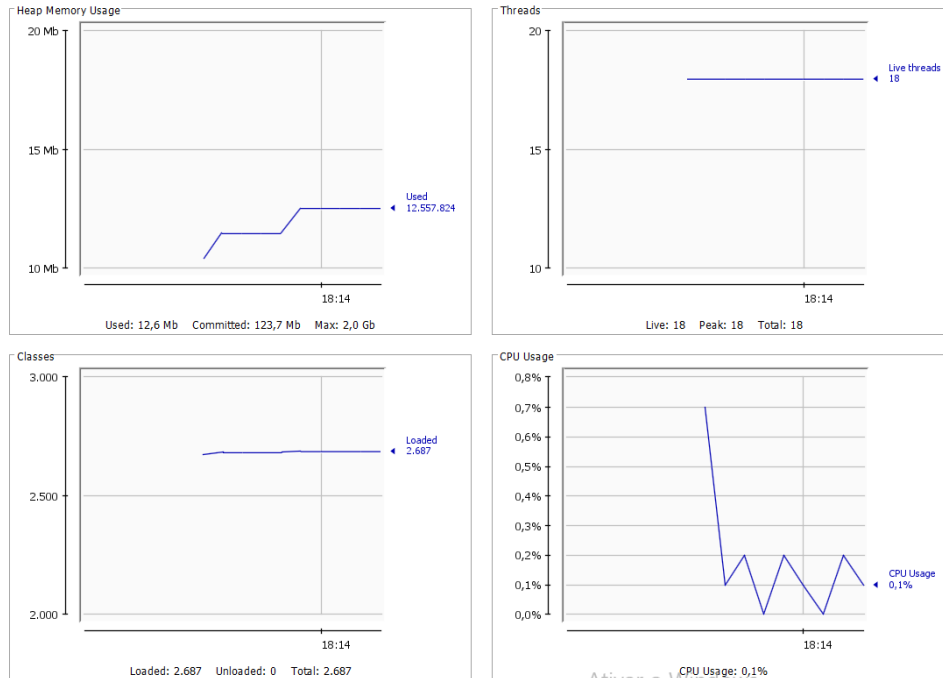 Heap Memory Usage
20 Mb
15 Mb
10 Mb
Used
12.557.824
18:14
Used: 12,6 Mb Committed: 123,7 Mb Max: 2,0 Gb
Threads
20
15
10
Live threads
18
18:14
Live: 18 Peak: 18 Total: 18
Classes
3.000
2.500
2.000
Loaded
2.687
18:14
Loaded: 2.687 Unloaded: 0 Total: 2.687
CPU Usage
0,8%
0,7%
0,6%
0,5%
0,4%
0,3%
0,2%
0,1%
0,0%
CPU Usage
0,1%
18:14
CPU Usage: 0,1%